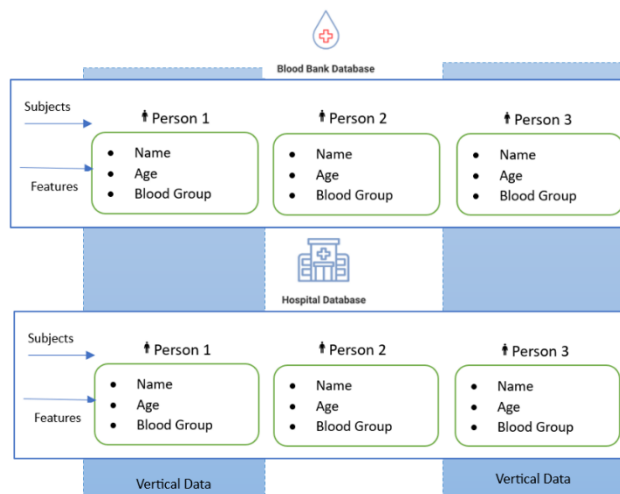 Blood Bank Database
Subjects
Person 1
Person 2
Person 3
• Name
• Age
• Blood Group
• Name
• Age
• Blood Group
• Name
• Age
• Blood Group
Features
Hospital Database
Subjects
Person 1
Person 2
Person 3
• Name
• Age
• Blood Group
• Name
• Age
• Blood Group
• Name
• Age
• Blood Group
Features
Vertical Data
Vertical Data